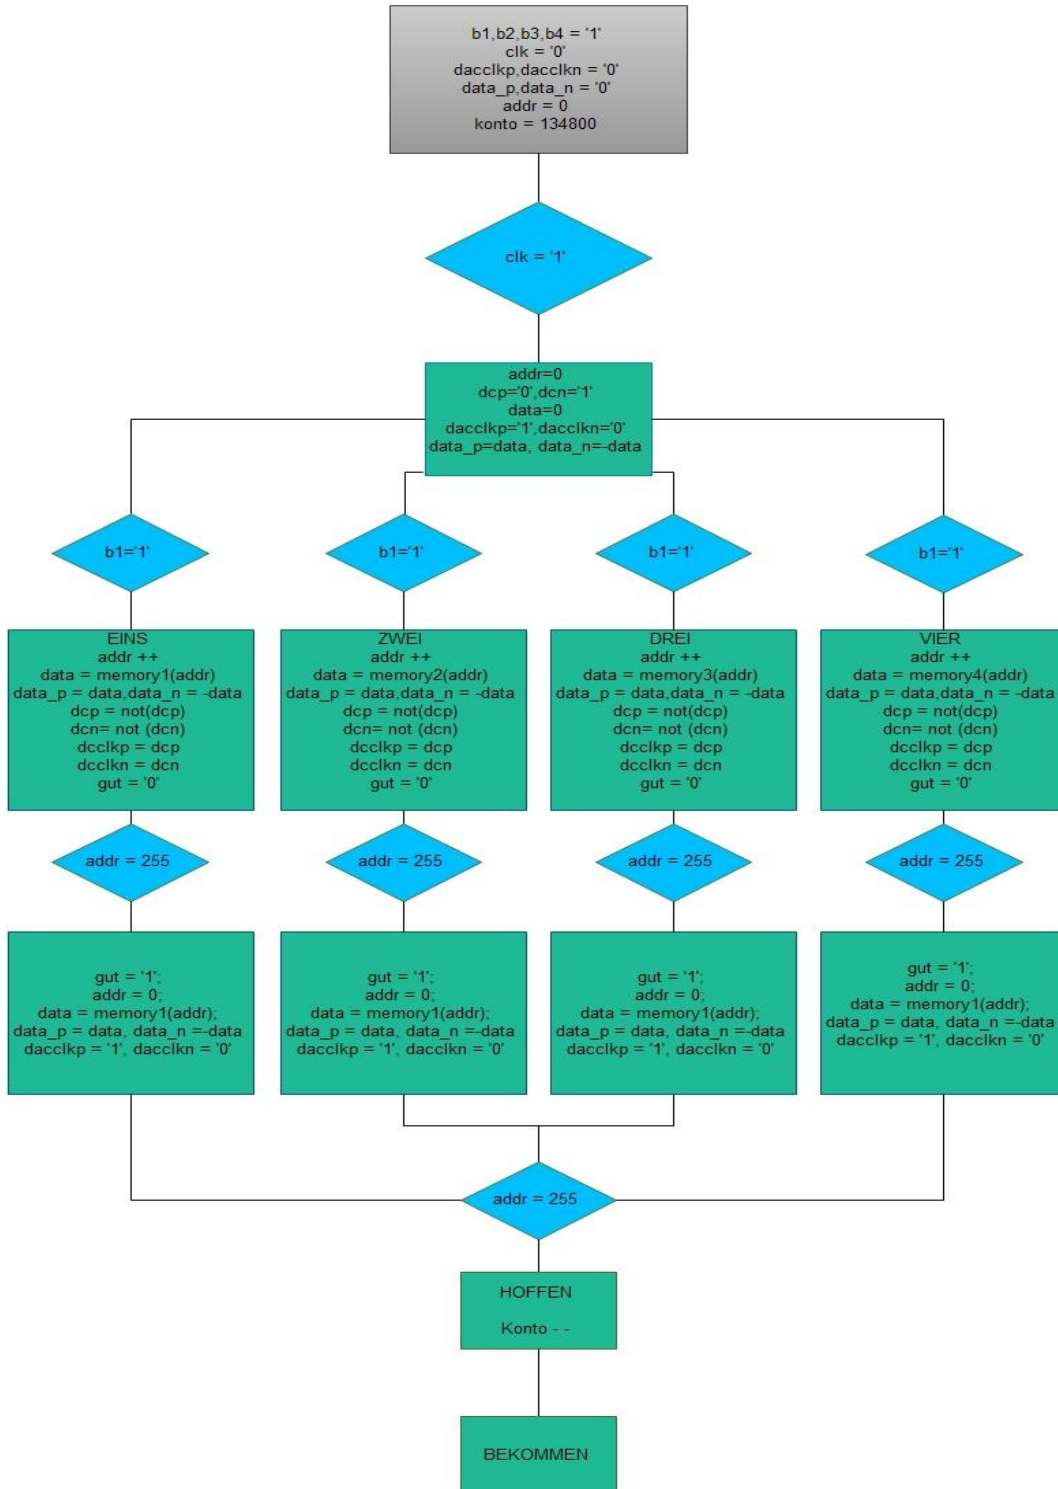 b1,b2,b3,b4 = '1'
clk = '0'
dacclkp,dacclkn = '0'
data_p,data_n = '0'
addr = 0
konto = 134800
clk = '1'
addr=0
dcp='0',dcn='1'
data=0
dacclkp='1',dacclkn='0'
data_p=data, data_n=-data
b1='1'
b1='1'
b1='1'
b1='1'
EINS
addr ++
data = memory1(addr)
data_p = data,data_n = -data
dcp = not(dcp)
dcn= not (dcn)
dcclkp = dcp
dcclkn = dcn
gut = '0'
ZWEI
addr ++
data = memory2(addr)
data_p = data,data_n = -data
dcp = not(dcp)
dcn= not (dcn)
dcclkp = dcp
dcclkn = dcn
gut = '0'
DREI
addr ++
data = memory3(addr)
data_p = data,data_n = -data
dcp = not(dcp)
dcn= not (dcn)
dcclkp = dcp
dcclkn = dcn
gut = '0'
VIER
addr ++
data = memory4(addr)
data_p = data,data_n = -data
dcp = not(dcp)
dcn= not (dcn)
dcclkp = dcp
dcclkn = dcn
gut = '0'
addr = 255
addr = 255
addr = 255
addr = 255
gut = '1';
addr = 0;
data = memory1(addr);
data_p = data, data_n =-data
dacclkp = '1', dacclkn = '0'
gut = '1';
addr = 0;
data = memory1(addr);
data_p = data, data_n =-data
dacclkp = '1', dacclkn = '0'
gut = '1';
addr = 0;
data = memory1(addr);
data_p = data, data_n =-data
dacclkp = '1', dacclkn = '0'
gut = '1';
addr = 0;
data = memory1(addr);
data_p = data, data_n =-data
dacclkp = '1', dacclkn = '0'
addr = 255
HOFFEN
Konto - -
BEKOMMEN